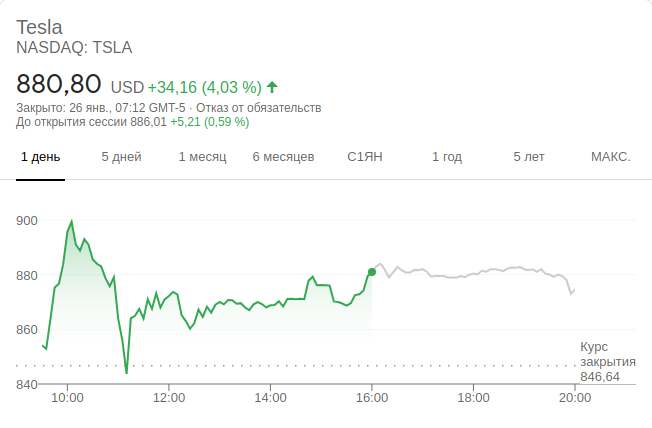 Tesla
NASDAQ: TSLA
880,80 USD +34,16 (4,03 %)
Закрыто: 26 янв., 07:12 GMT-5 · Отказ от обязательств
До открытия сессии 886,01 +5,21 (0,59 %)
1 день 5 дней 1 месяц 6 месяцев С1ЯН 1 год 5 лет МАКС.
900
880
860
Курс
закрытия
846,64
840
10:00 12:00 14:00 16:00 18:00 20:00